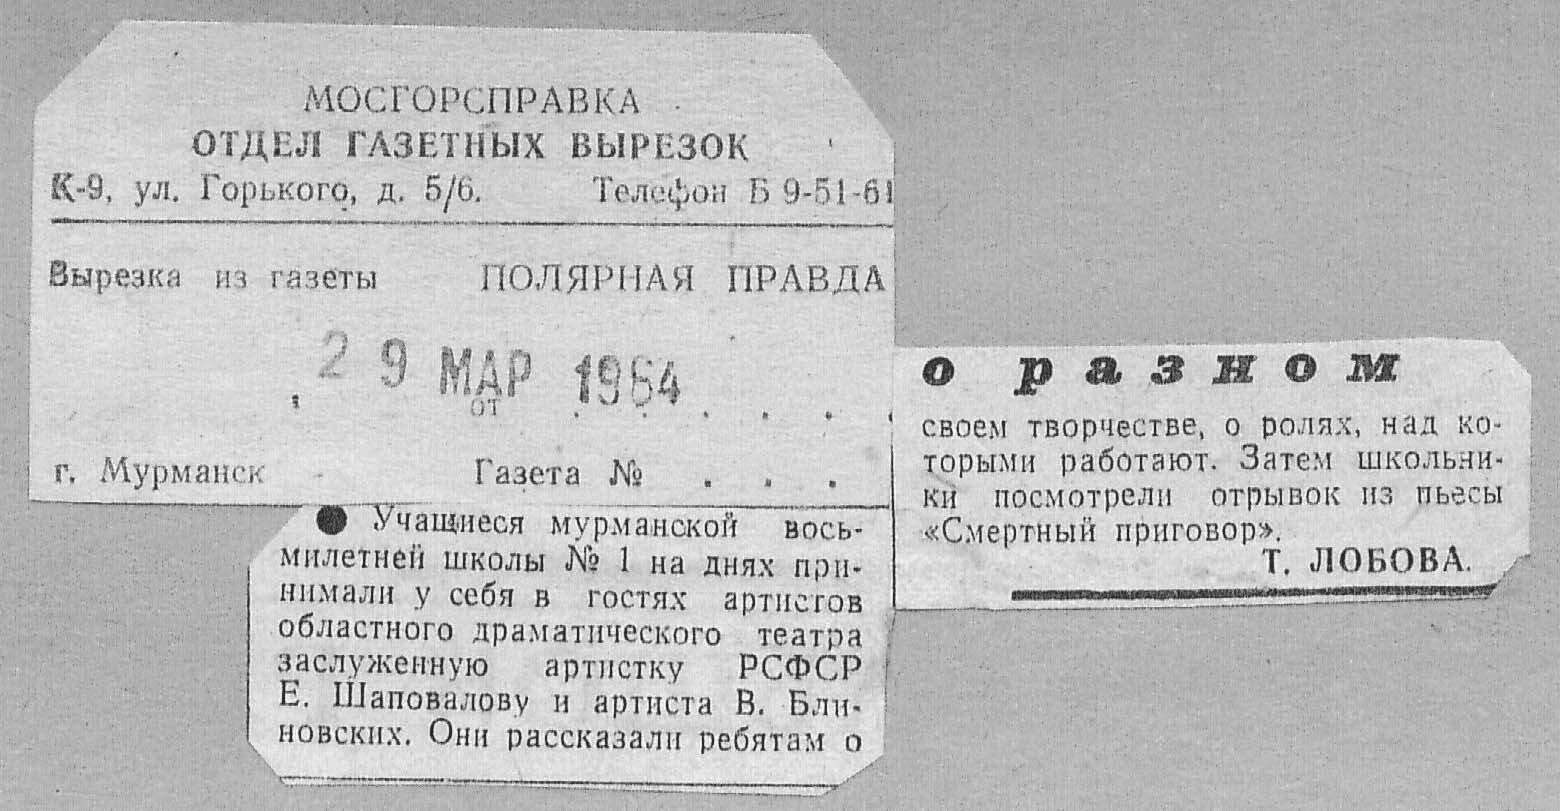 МОСГОРСПРАВКА
ОТДЕЛ ГАЗЕТНЫХ ВЫРЕЗОК
К-9, ул. Горького, д. 5/6. Телефон Б 9-51-61
Вырезка из газеты ПОЛЯРНАЯ ПРАВДА
29 МАР 1964
от . . . . . .
г. Мурманск Газета № . . .
● Учащиеся мурманской вось-
милетней школы № 1 на днях при-
нимали у себя в гостях артистов
областного драматического театра
заслуженную артистку РСФСР
Е. Шаповалову и артиста В. Бли-
новских. Они рассказали ребятам о
о разном
своем творчестве, о ролях, над ко-
торыми работают. Затем школьни-
ки посмотрели отрывок из пьесы
«Смертный приговор».
Т. ЛОБОВА.